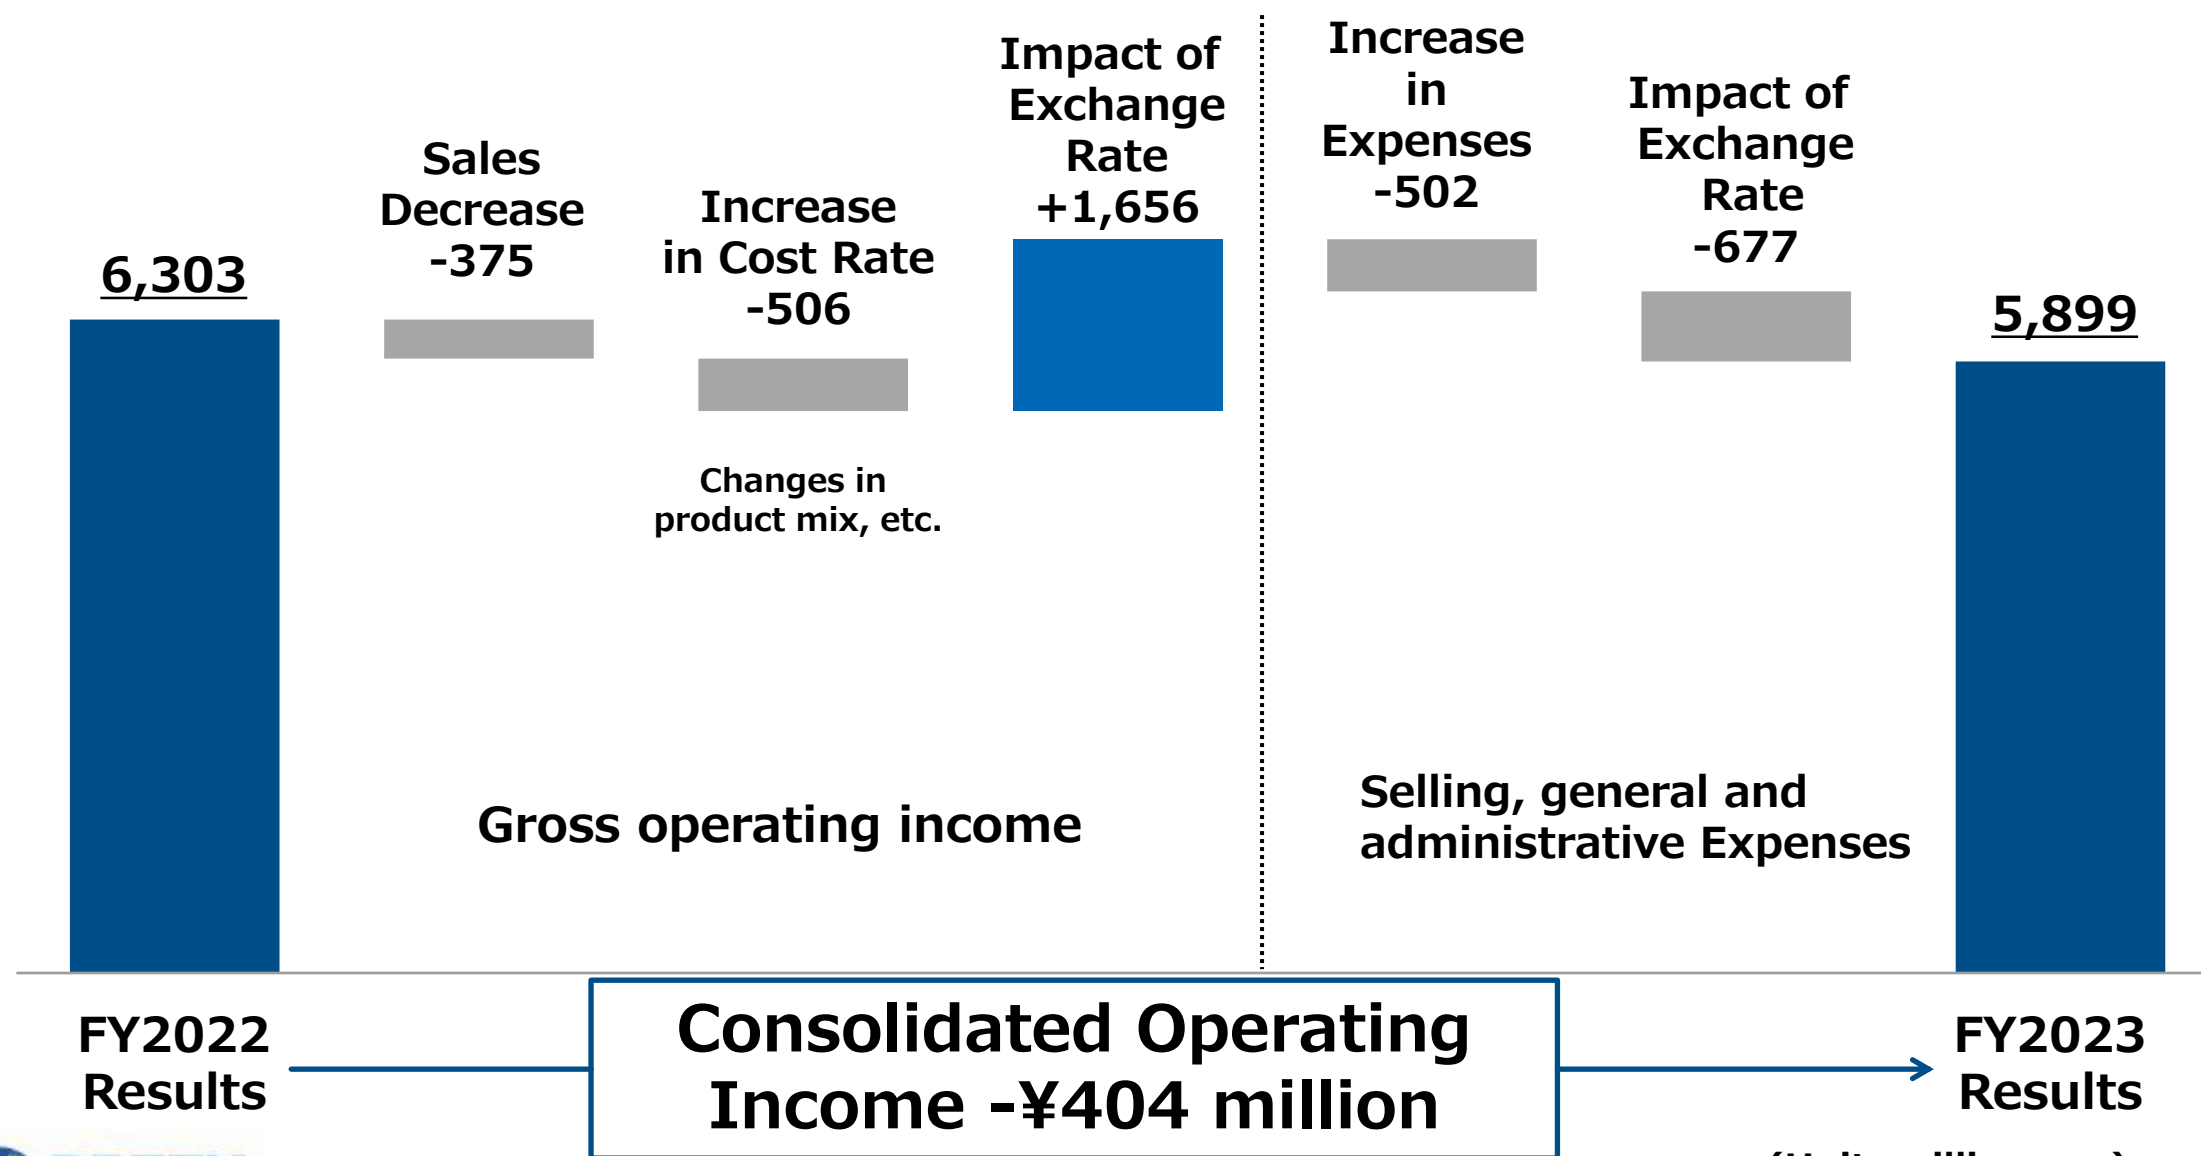 6,303
Sales
Decrease
-375
Increase
in Cost Rate
-506
Changes in
product mix, etc.
Impact of
Exchange
Rate
+1,656
Increase
in
Expenses
-502
Impact of
Exchange
Rate
-677
5,899
Gross operating income
Selling, general and
administrative Expenses
FY2022
Results
Consolidated Operating
Income -¥404 million
FY2023
Results